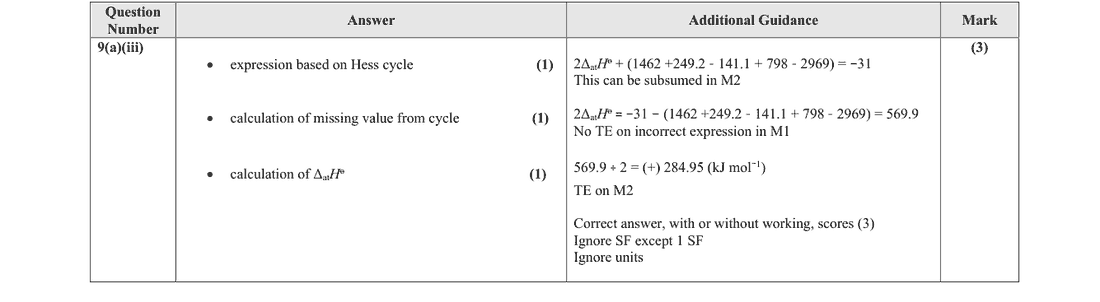 Question Number
Answer
Additional Guidance
Mark
9(a)(iii)
(3)
• expression based on Hess cycle (1)
2ΔₐₜH⦵ + (1462 +249.2 - 141.1 + 798 - 2969) = −31
This can be subsumed in M2
• calculation of missing value from cycle (1)
2ΔₐₜH⦵ = −31 − (1462 +249.2 - 141.1 + 798 - 2969) = 569.9
No TE on incorrect expression in M1
• calculation of ΔₐₜH⦵ (1)
569.9 ÷ 2 = (+) 284.95 (kJ mol⁻¹)
TE on M2
Correct answer, with or without working, scores (3)
Ignore SF except 1 SF
Ignore units